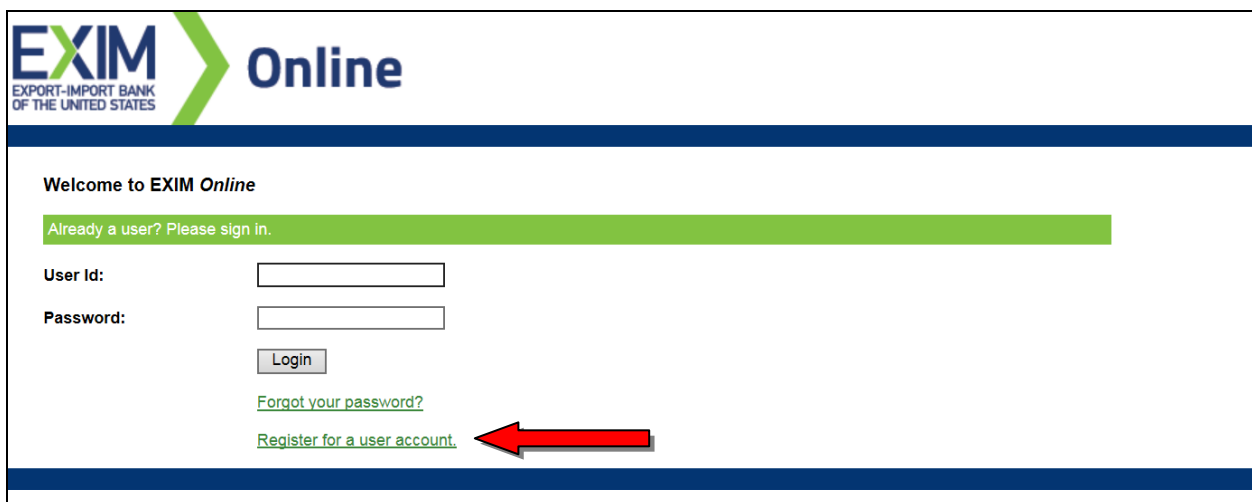 EXIM
EXPORT-IMPORT BANK
OF THE UNITED STATES
Online
Welcome to EXIM Online
Already a user? Please sign in.
User Id:
Password:
Login
Forgot your password?
Register for a user account.